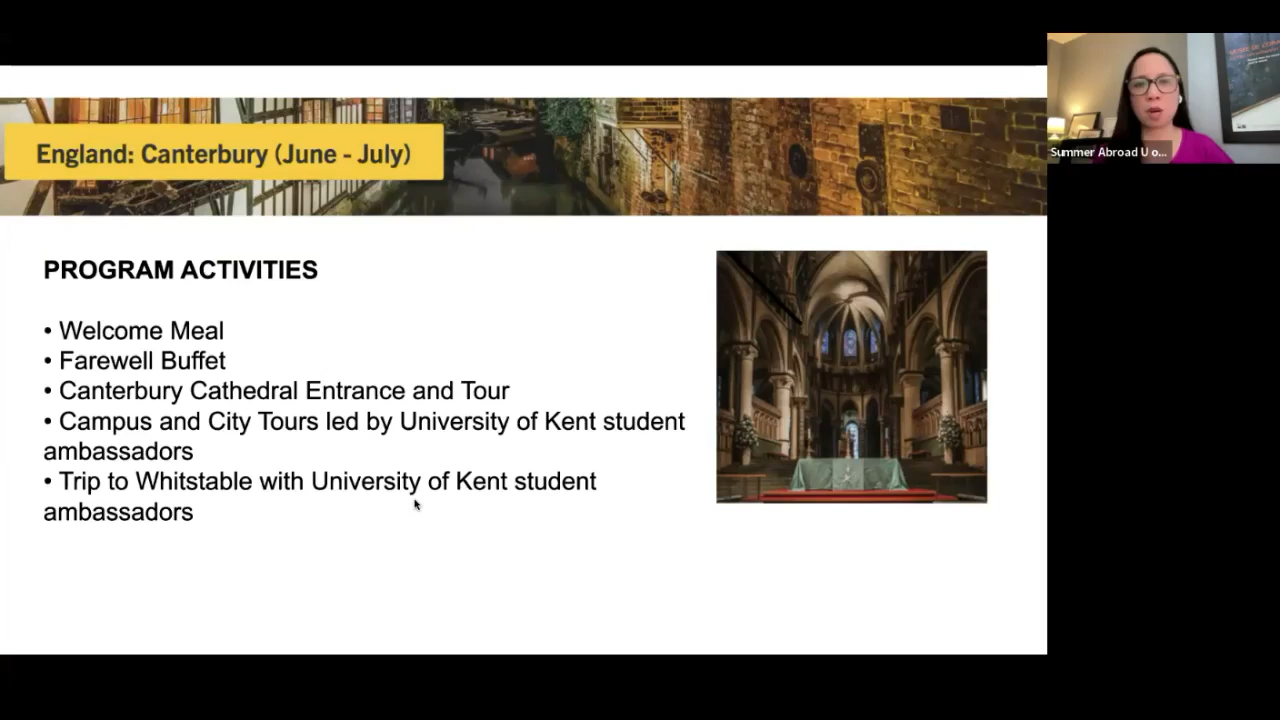 England: Canterbury (June - July)
PROGRAM ACTIVITIES
• Welcome Meal
• Farewell Buffet
• Canterbury Cathedral Entrance and Tour
• Campus and City Tours led by University of Kent student
ambassadors
• Trip to Whitstable with University of Kent student
ambassadors
Summer Abroad U o...